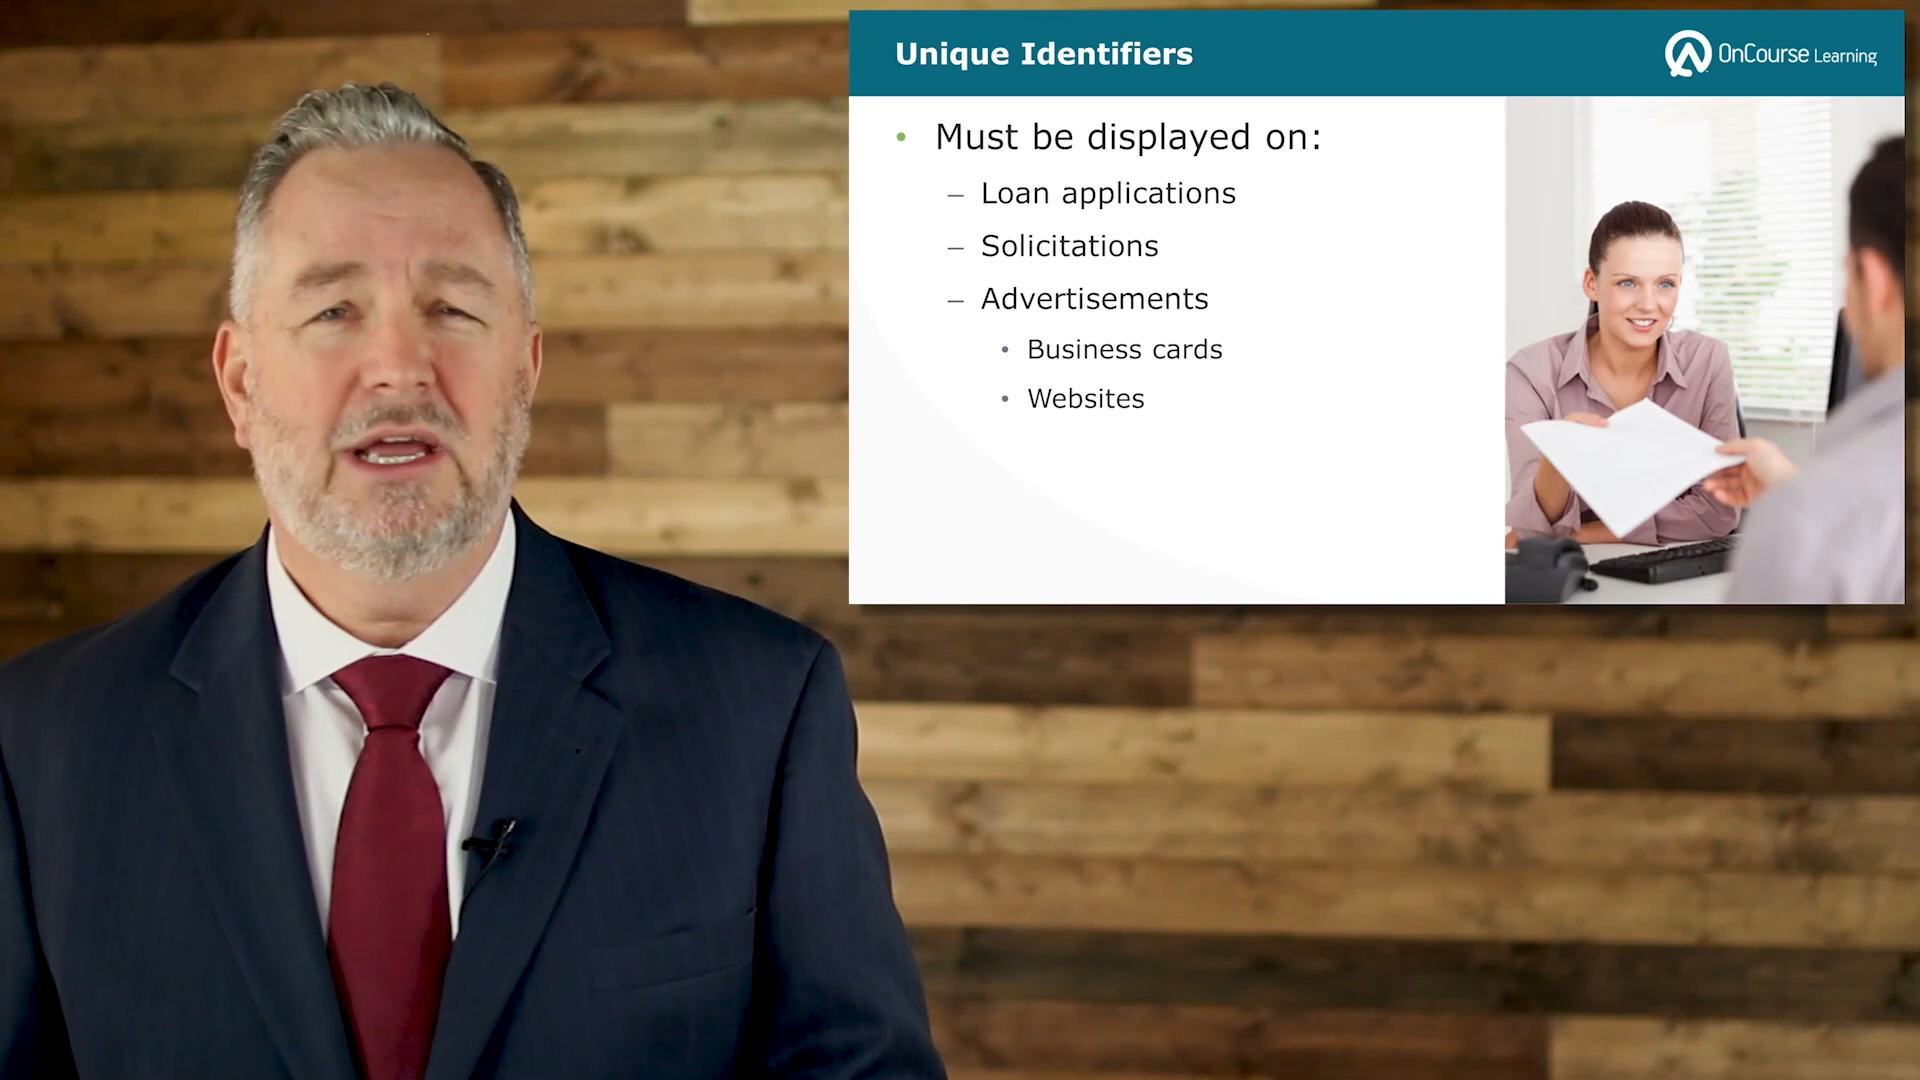 Unique Identifiers
OnCourse Learning
• Must be displayed on:
– Loan applications
– Solicitations
– Advertisements
• Business cards
• Websites